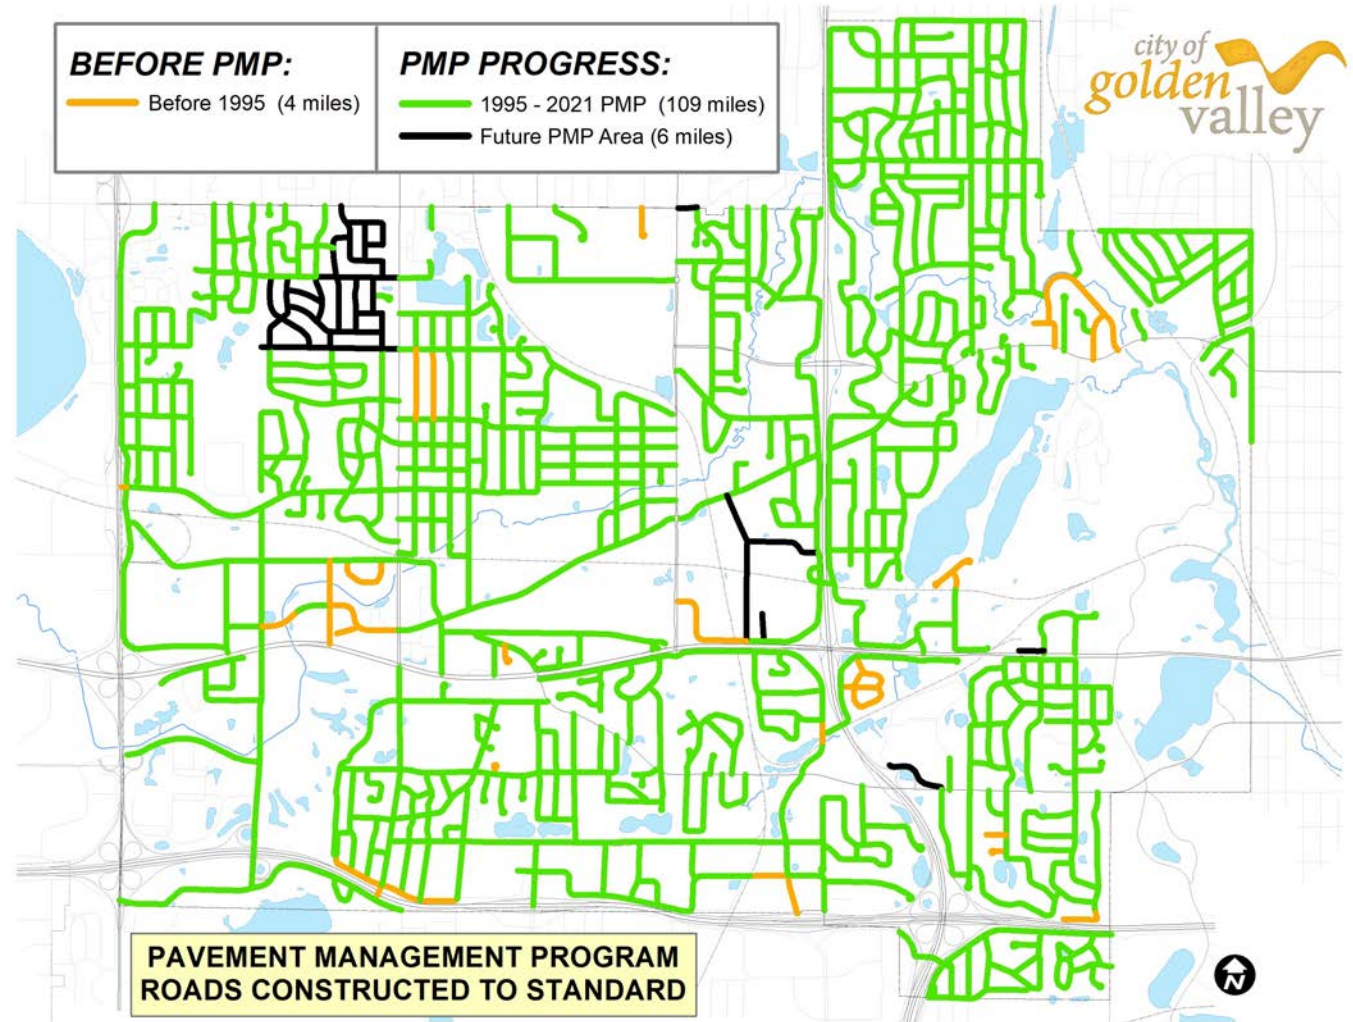 BEFORE PMP:
Before 1995 (4 miles)
PMP PROGRESS:
1995 - 2021 PMP (109 miles)
Future PMP Area (6 miles)
city of
golden
valley
PAVEMENT MANAGEMENT PROGRAM
ROADS CONSTRUCTED TO STANDARD
N